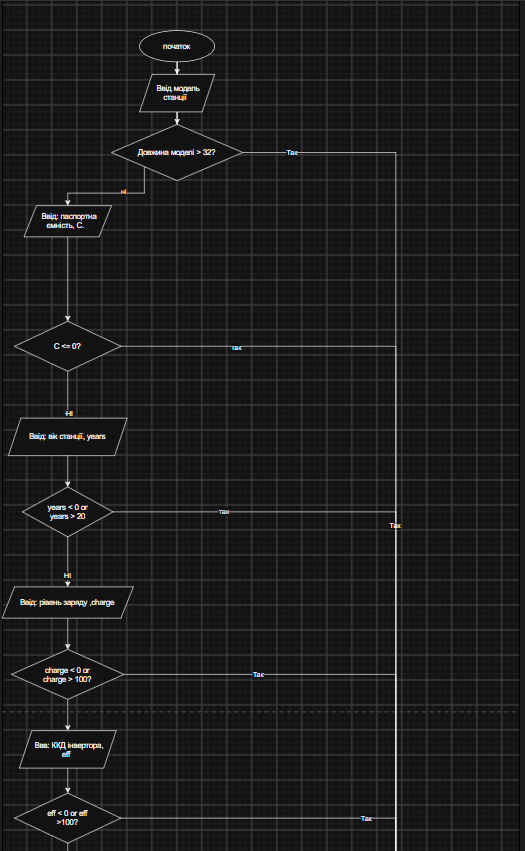 початок
Ввід модель
станції
Довжина моделі > 32?
Так
ні
Ввід: паспортна
ємність, С.
С <= 0?
так
НІ
Ввід: вік станції, years
years < 0 or
years > 20
так
Так
НІ
Ввід: рівень заряду ,charge
charge < 0 or
charge > 100?
Так
Ввв: ККД інвертора,
eff
eff < 0 or eff
>100?
Так